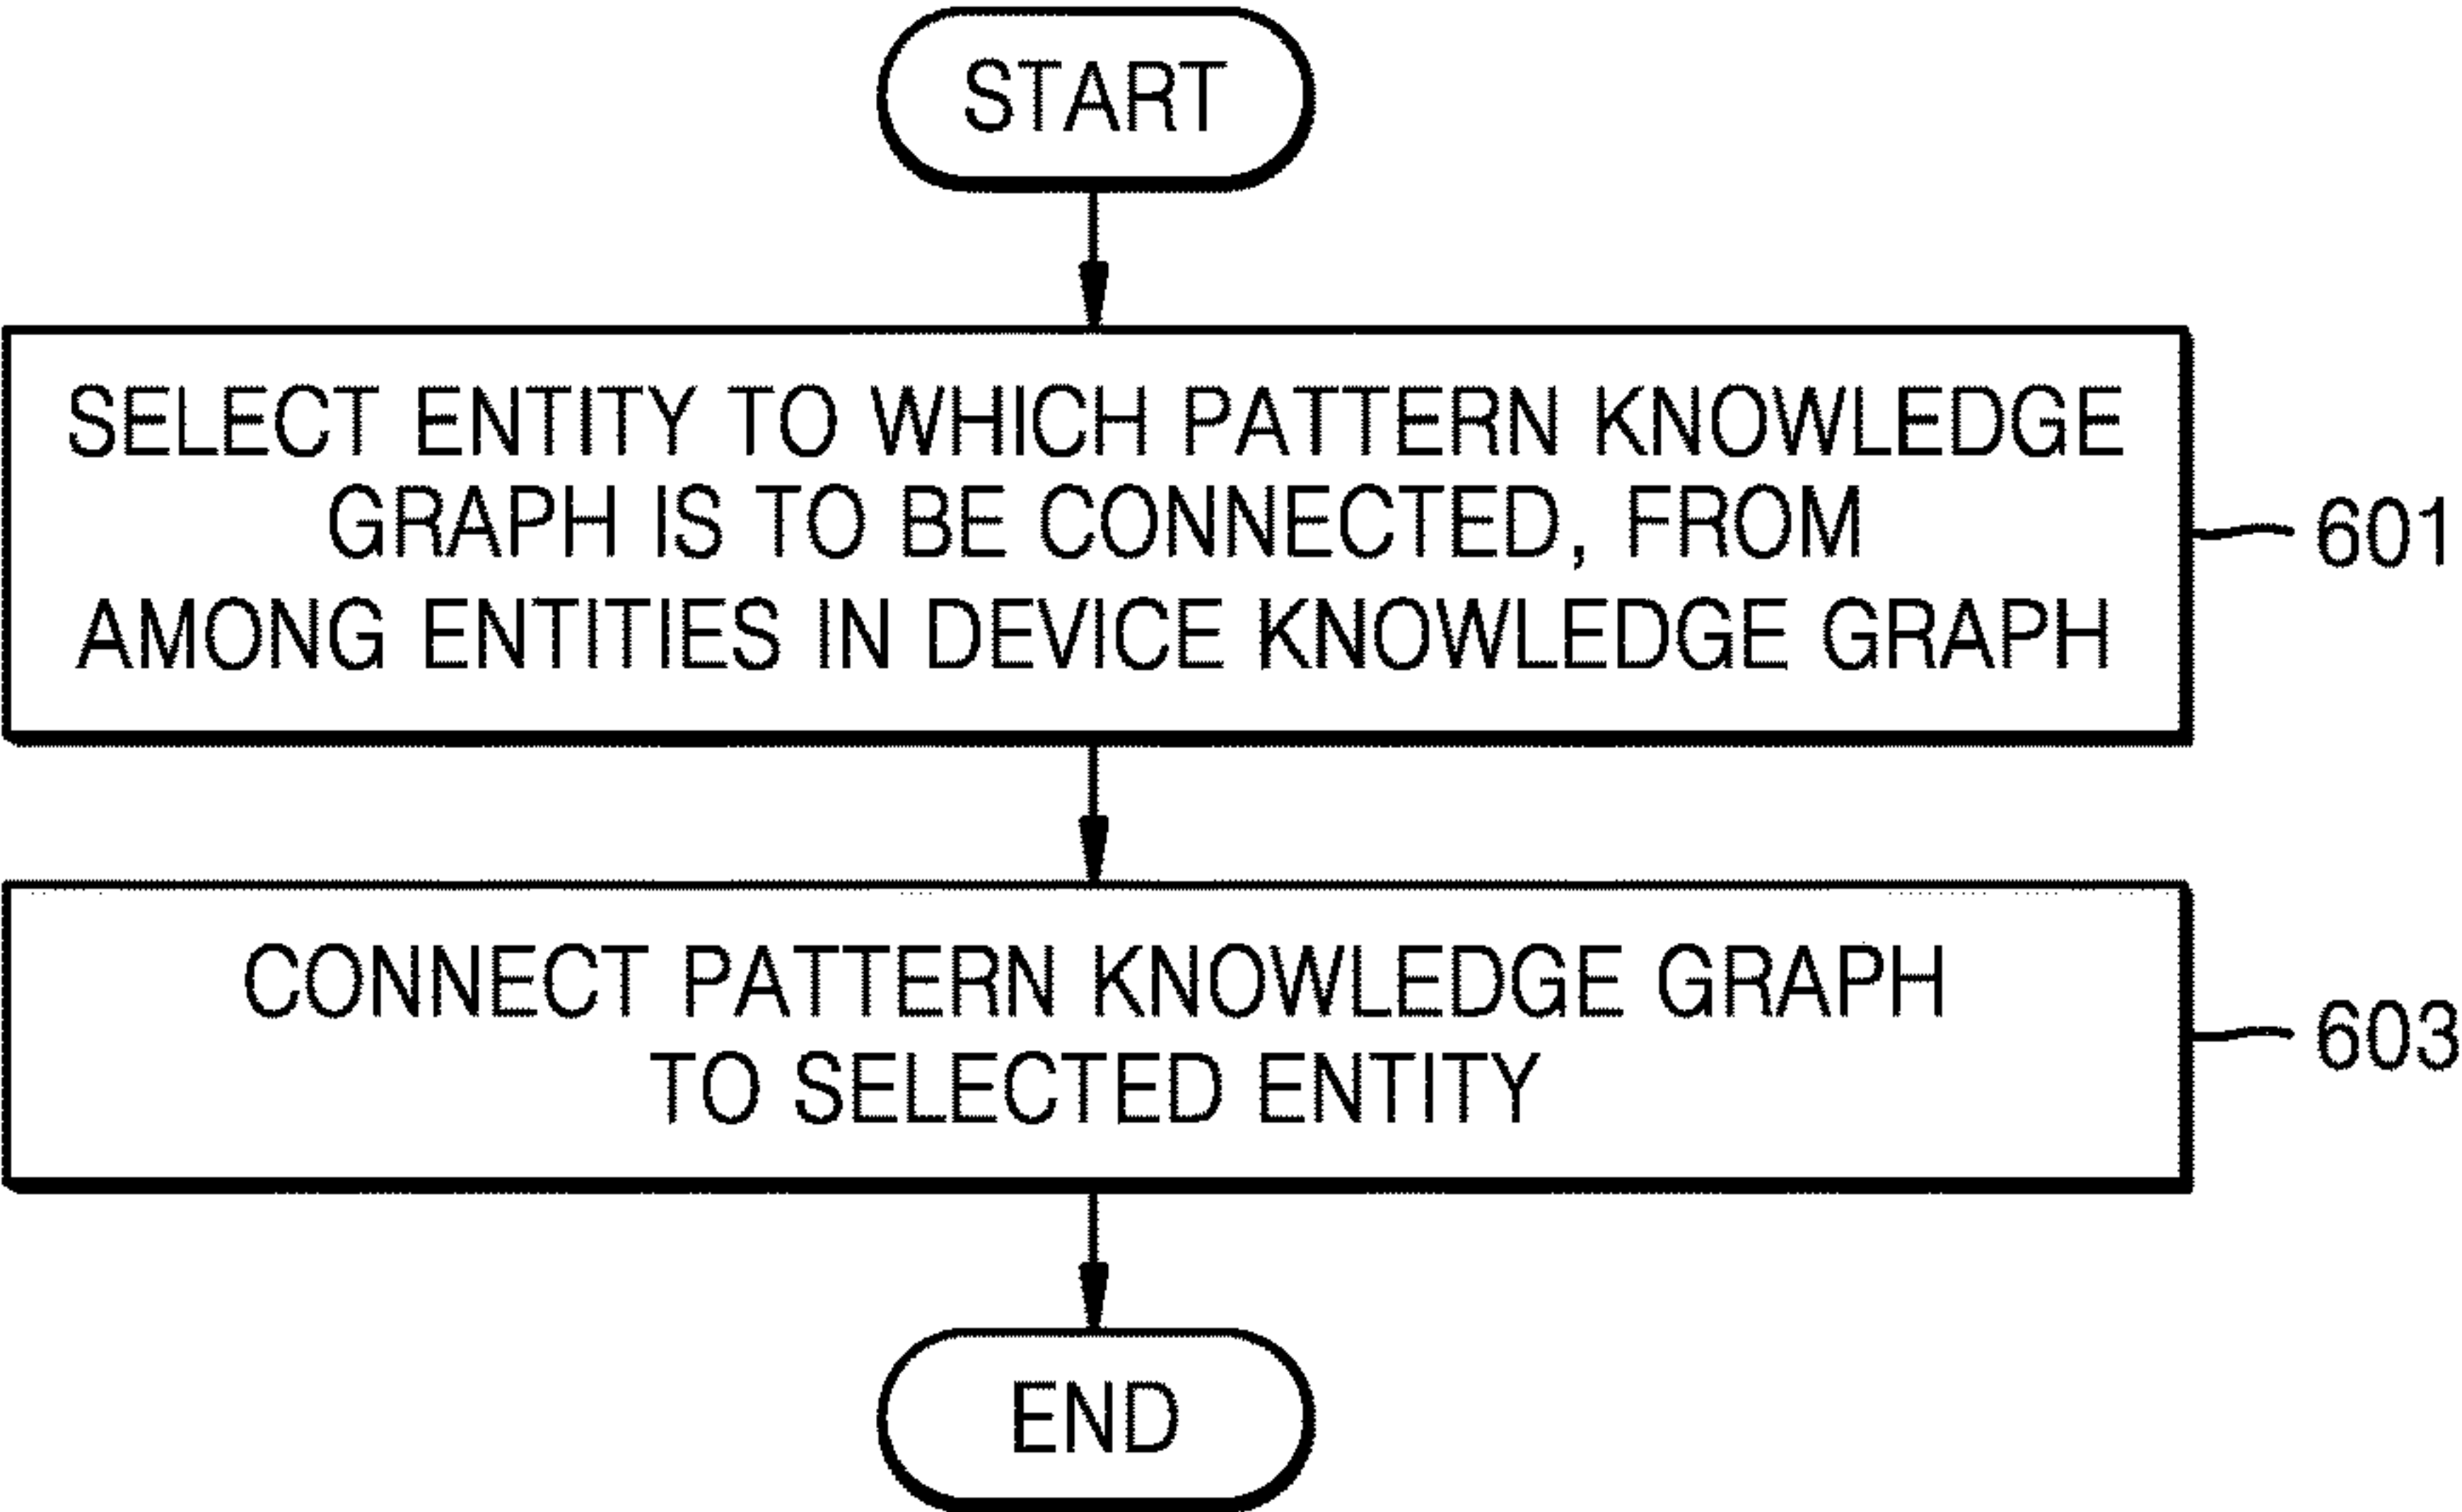 START
SELECT ENTITY TO WHICH PATTERN KNOWLEDGE
GRAPH IS TO BE CONNECTED, FROM
AMONG ENTITIES IN DEVICE KNOWLEDGE GRAPH
601
CONNECT PATTERN KNOWLEDGE GRAPH
TO SELECTED ENTITY
603
END